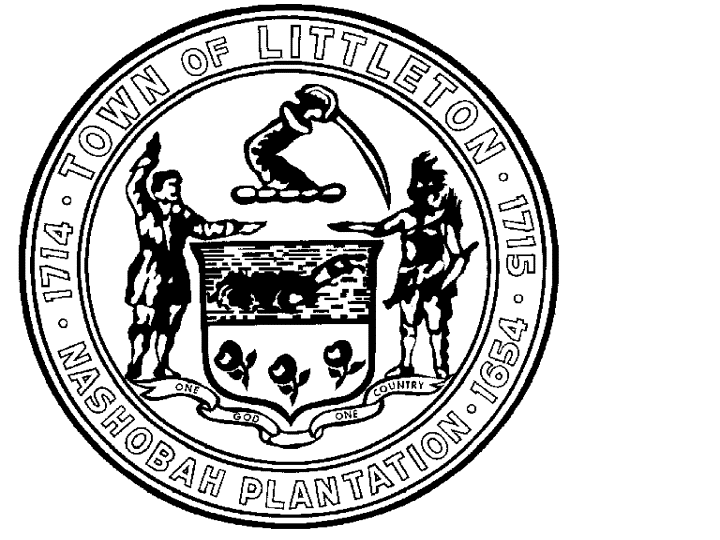 1714 · TOWN OF LITTLETON · 1715
· NASHOBAH PLANTATION · 1654 ·
ONE GOD ONE COUNTRY